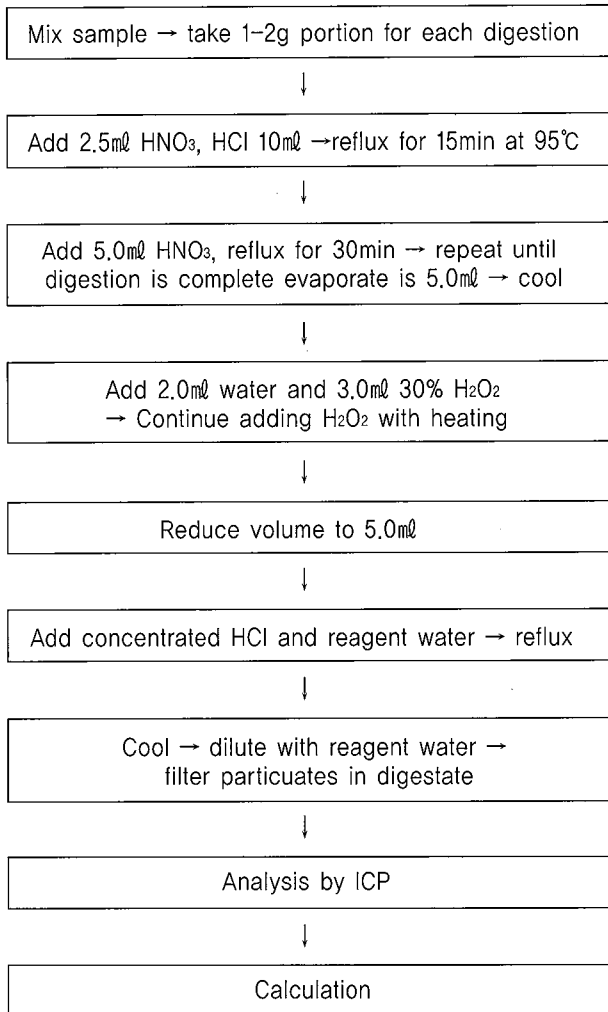 Mix sample → take 1-2g portion for each digestion
↓
Add 2.5㎖ HNO₃, HCl 10㎖ →reflux for 15min at 95℃
↓
Add 5.0㎖ HNO₃, reflux for 30min → repeat until
digestion is complete evaporate is 5.0㎖ → cool
↓
Add 2.0㎖ water and 3.0㎖ 30% H₂O₂
→ Continue adding H₂O₂ with heating
↓
Reduce volume to 5.0㎖
↓
Add concentrated HCl and reagent water → reflux
↓
Cool → dilute with reagent water →
filter particuates in digestate
↓
Analysis by ICP
↓
Calculation